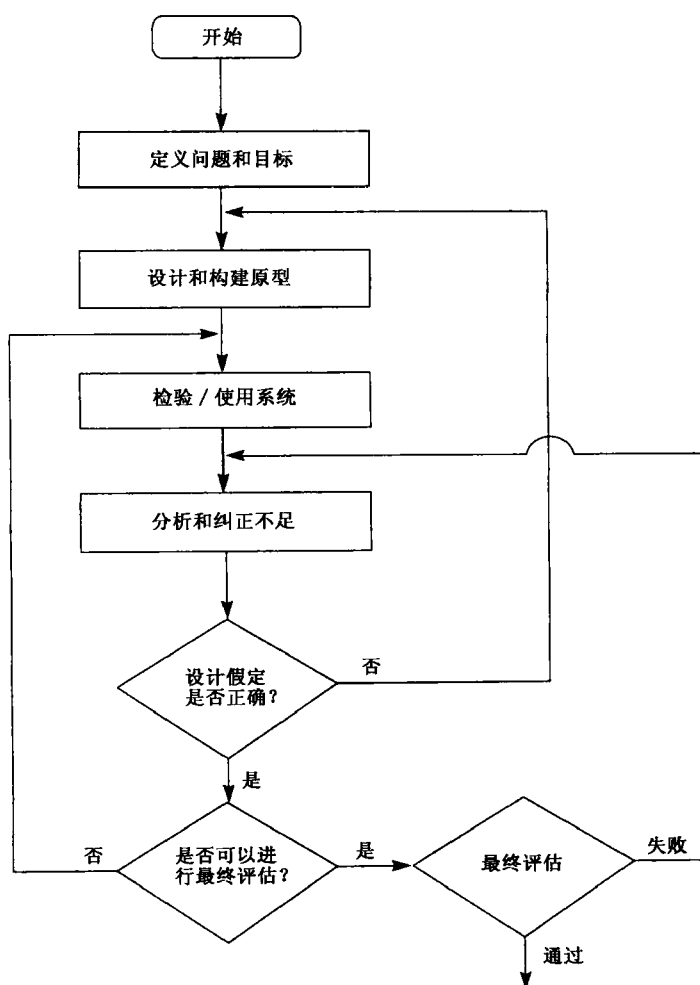 开始
定义问题和目标
设计和构建原型
检验/使用系统
分析和纠正不足
设计假定
是否正确?
否
是
否
是否可以进
行最终评估?
是
最终评估
失败
通过